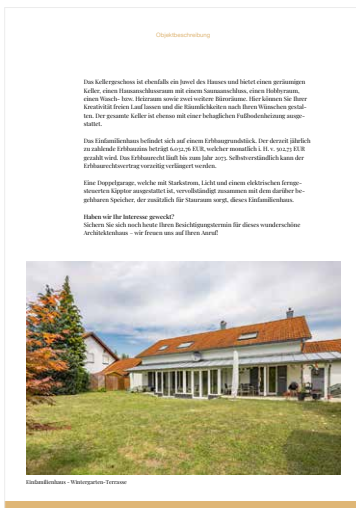 Objektbeschreibung
Das Kellergeschoss ist ebenfalls ein Juwel des Hauses und bietet einen geräumigen
Keller, einen Hausanschlussraum mit einem Saunaanschluss, einen Hobbyraum,
einen Wasch- bzw. Heizraum sowie zwei weitere Büroräume. Hier können Sie Ihrer
Kreativität freien Lauf lassen und die Räumlichkeiten nach Ihren Wünschen gestal-
ten. Der gesamte Keller ist ebenso mit einer behaglichen Fußbodenheizung ausge-
stattet.
Das Einfamilienhaus befindet sich auf einem Erbbaugrundstück. Der derzeit jährlich
zu zahlende Erbbauzins beträgt 6.032,76 EUR, welcher monatlich i. H. v. 502,73 EUR
gezahlt wird. Das Erbbaurecht läuft bis zum Jahr 2073. Selbstverständlich kann der
Erbbaurechtsvertrag vorzeitig verlängert werden.
Eine Doppelgarage, welche mit Starkstrom, Licht und einem elektrischen fernge-
steuerten Kipptor ausgestattet ist, vervollständigt zusammen mit dem darüber be-
gehbaren Speicher, der zusätzlich für Stauraum sorgt, dieses Einfamilienhaus.
Haben wir Ihr Interesse geweckt?
Sichern Sie sich noch heute Ihren Besichtigungstermin für dieses wunderschöne
Architektenhaus - wir freuen uns auf Ihren Anruf!
Einfamilienhaus - Wintergarten-Terrasse